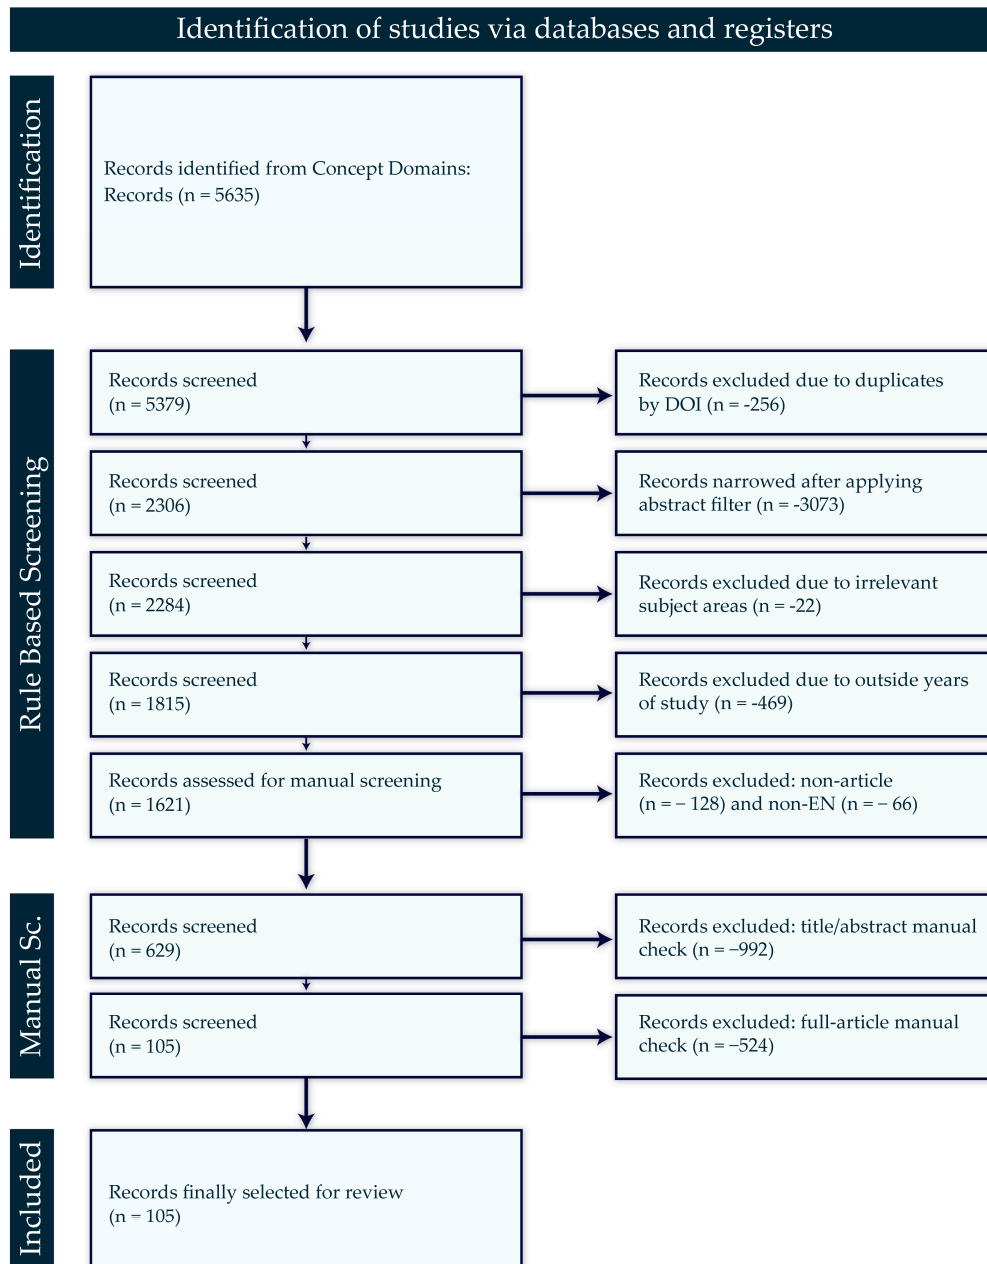 Identification of studies via databases and registers
Identification
Records identified from Concept Domains:
Records (n = 5635)
Rule Based Screening
Records screened
(n = 5379)
Records excluded due to duplicates
by DOI (n = -256)
Records screened
(n = 2306)
Records narrowed after applying
abstract filter (n = -3073)
Records screened
(n = 2284)
Records excluded due to irrelevant
subject areas (n = -22)
Records screened
(n = 1815)
Records excluded due to outside years
of study (n = -469)
Records assessed for manual screening
(n = 1621)
Records excluded: non-article
(n = − 128) and non-EN (n = − 66)
Manual Sc.
Records screened
(n = 629)
Records excluded: title/abstract manual
check (n = −992)
Records screened
(n = 105)
Records excluded: full-article manual
check (n = −524)
Included
Records finally selected for review
(n = 105)